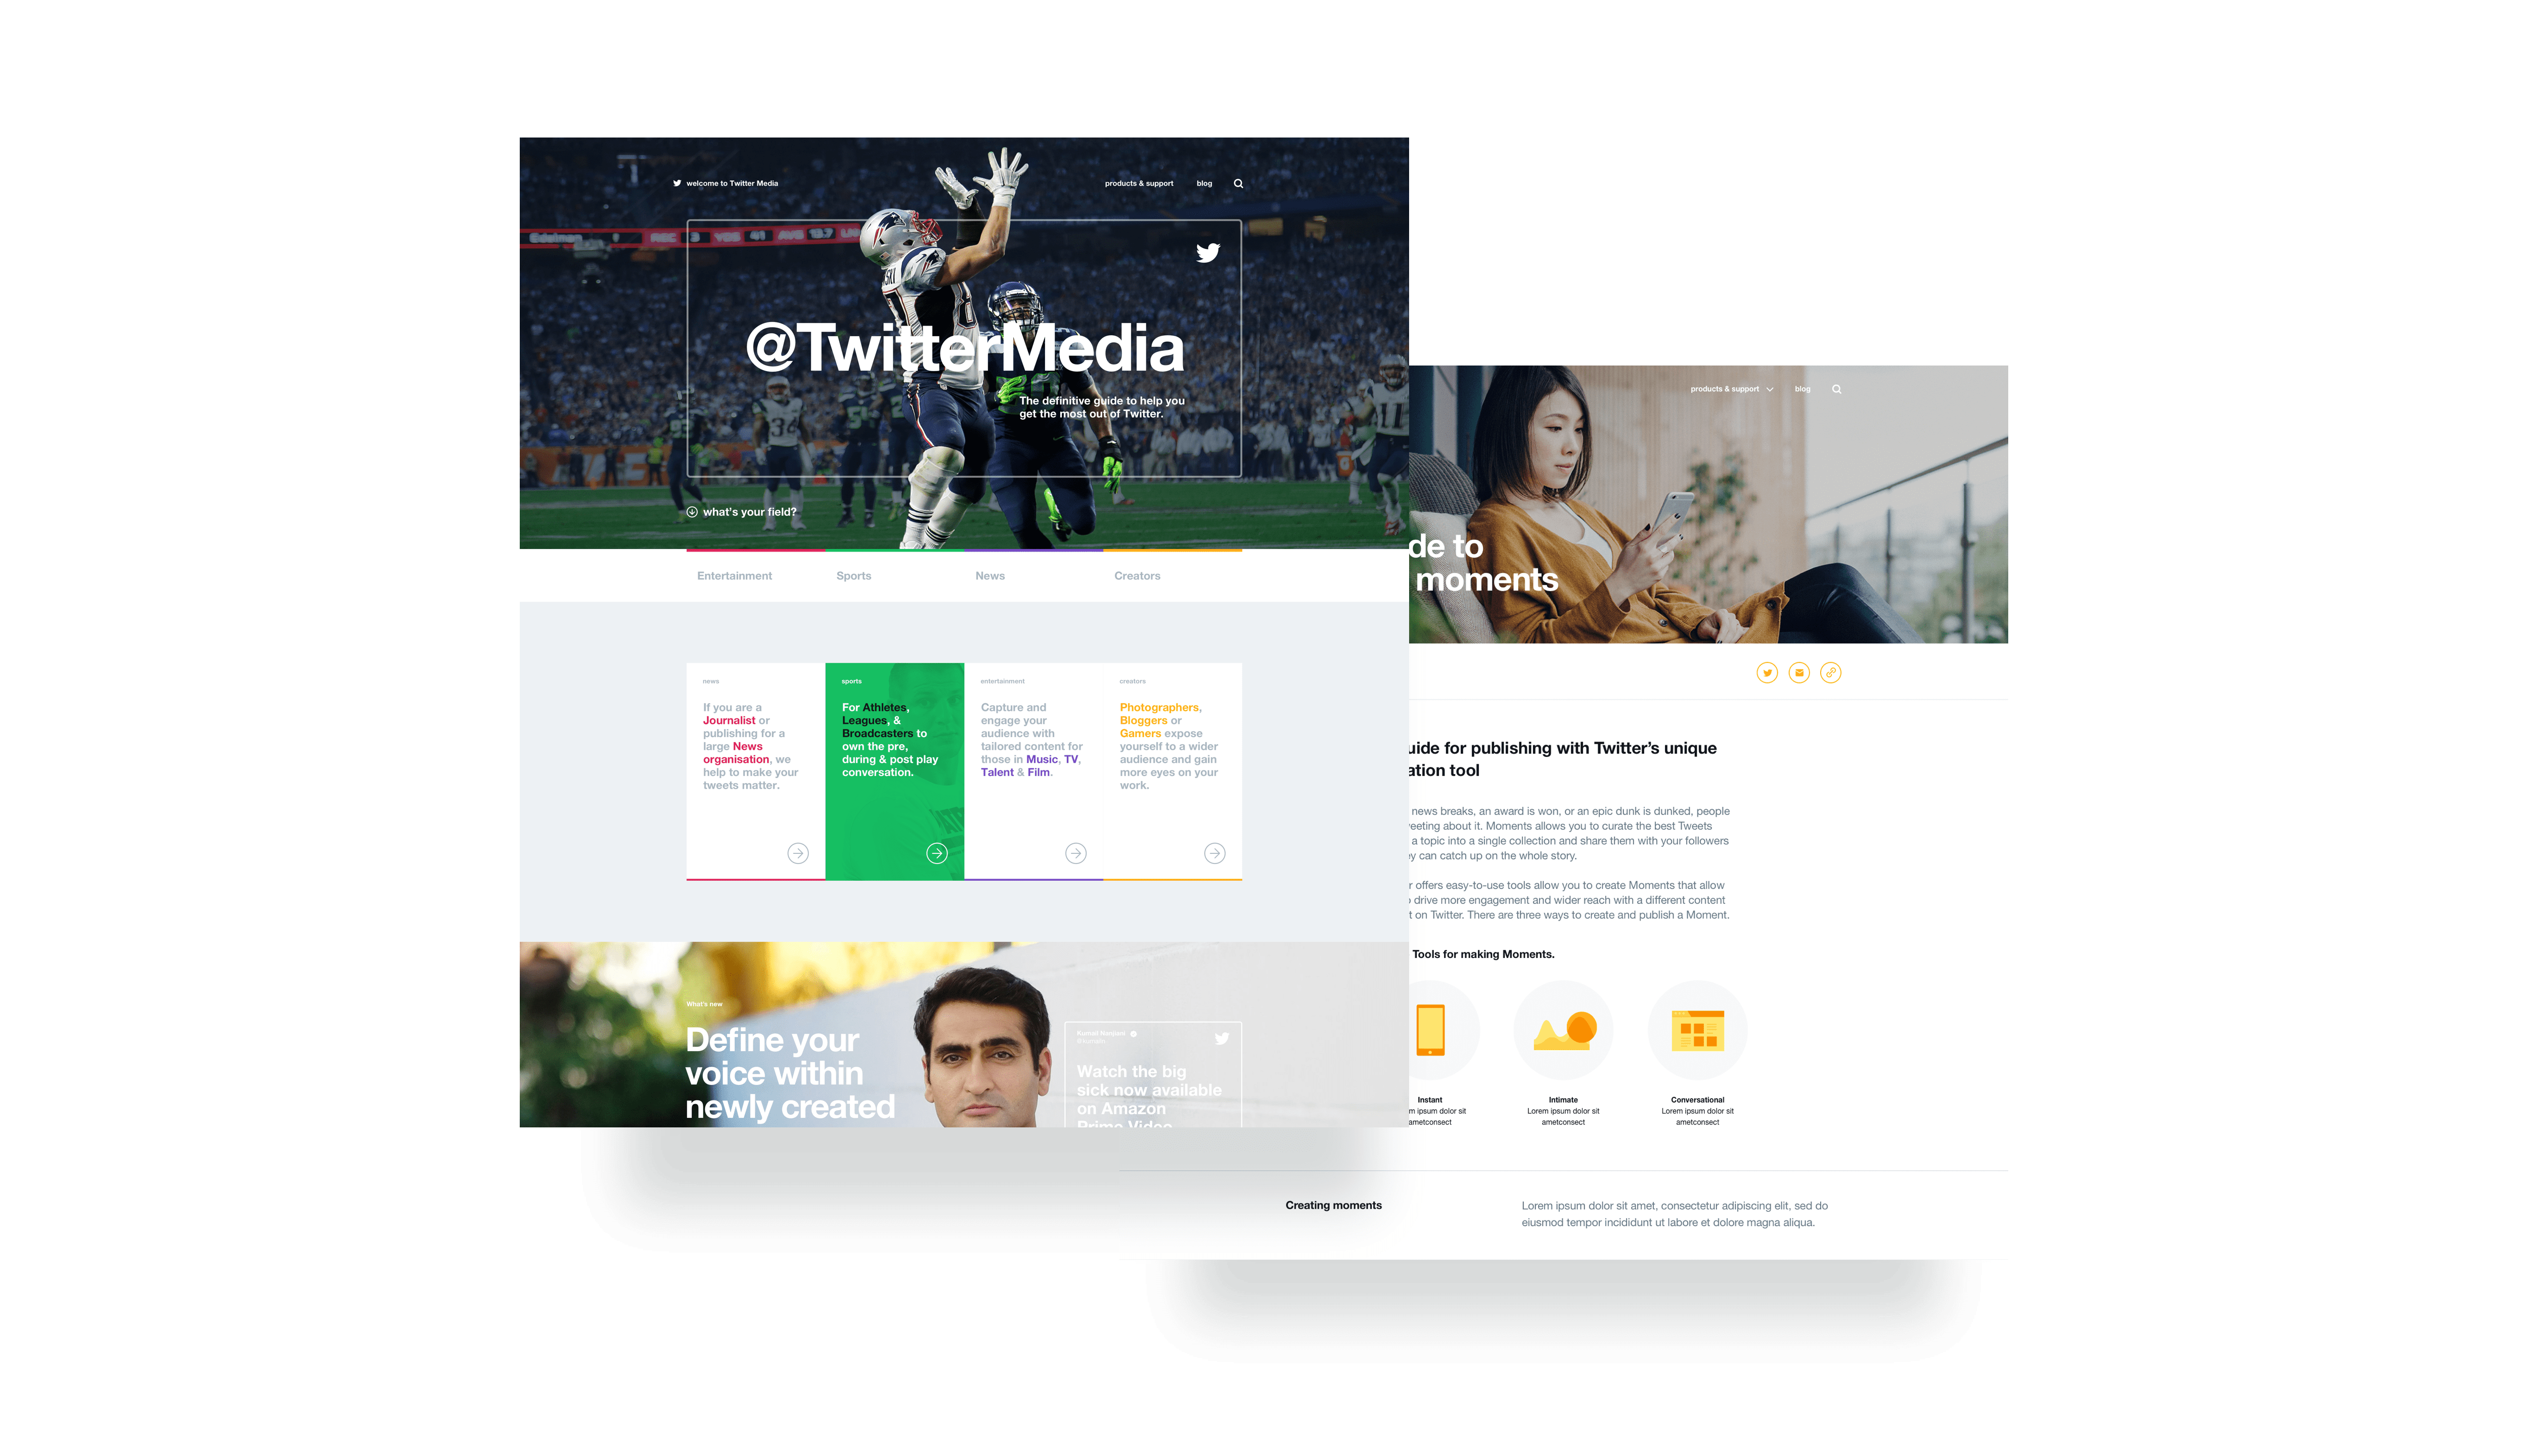 welcome to Twitter Media
products & support
blog
@TwitterMedia
The definitive guide to help you
get the most out of Twitter.
what's your field?
Entertainment
Sports
News
Creators
news
If you are a
Journalist or
publishing for a
large News
organisation, we
help to make your
tweets matter.
sports
For Athletes,
Leagues, &
Broadcasters to
own the pre,
during & post play
conversation.
entertainment
Capture and
engage your
audience with
tailored content for
those in Music, TV,
Talent & Film.
creators
Photographers,
Bloggers or
Gamers expose
yourself to a wider
audience and gain
more eyes on your
work.
What's new
Define your
voice within
newly created
Kumail Nanjiani
@kumailn
Watch the big
sick now available
on Amazon
Prime Video
products & support
blog
de to
moments
uide for publishing with Twitter's unique
ation tool
news breaks, an award is won, or an epic dunk is dunked, people
eeting about it. Moments allows you to curate the best Tweets
a topic into a single collection and share them with your followers
ey can catch up on the whole story.
r offers easy-to-use tools allow you to create Moments that allow
o drive more engagement and wider reach with a different content
t on Twitter. There are three ways to create and publish a Moment.
Tools for making Moments.
Instant
m ipsum dolor sit
ametconsect
Intimate
Lorem ipsum dolor sit
ametconsect
Conversational
Lorem ipsum dolor sit
ametconsect
Creating moments
Lorem ipsum dolor sit amet, consectetur adipiscing elit, sed do
eiusmod tempor incididunt ut labore et dolore magna aliqua.